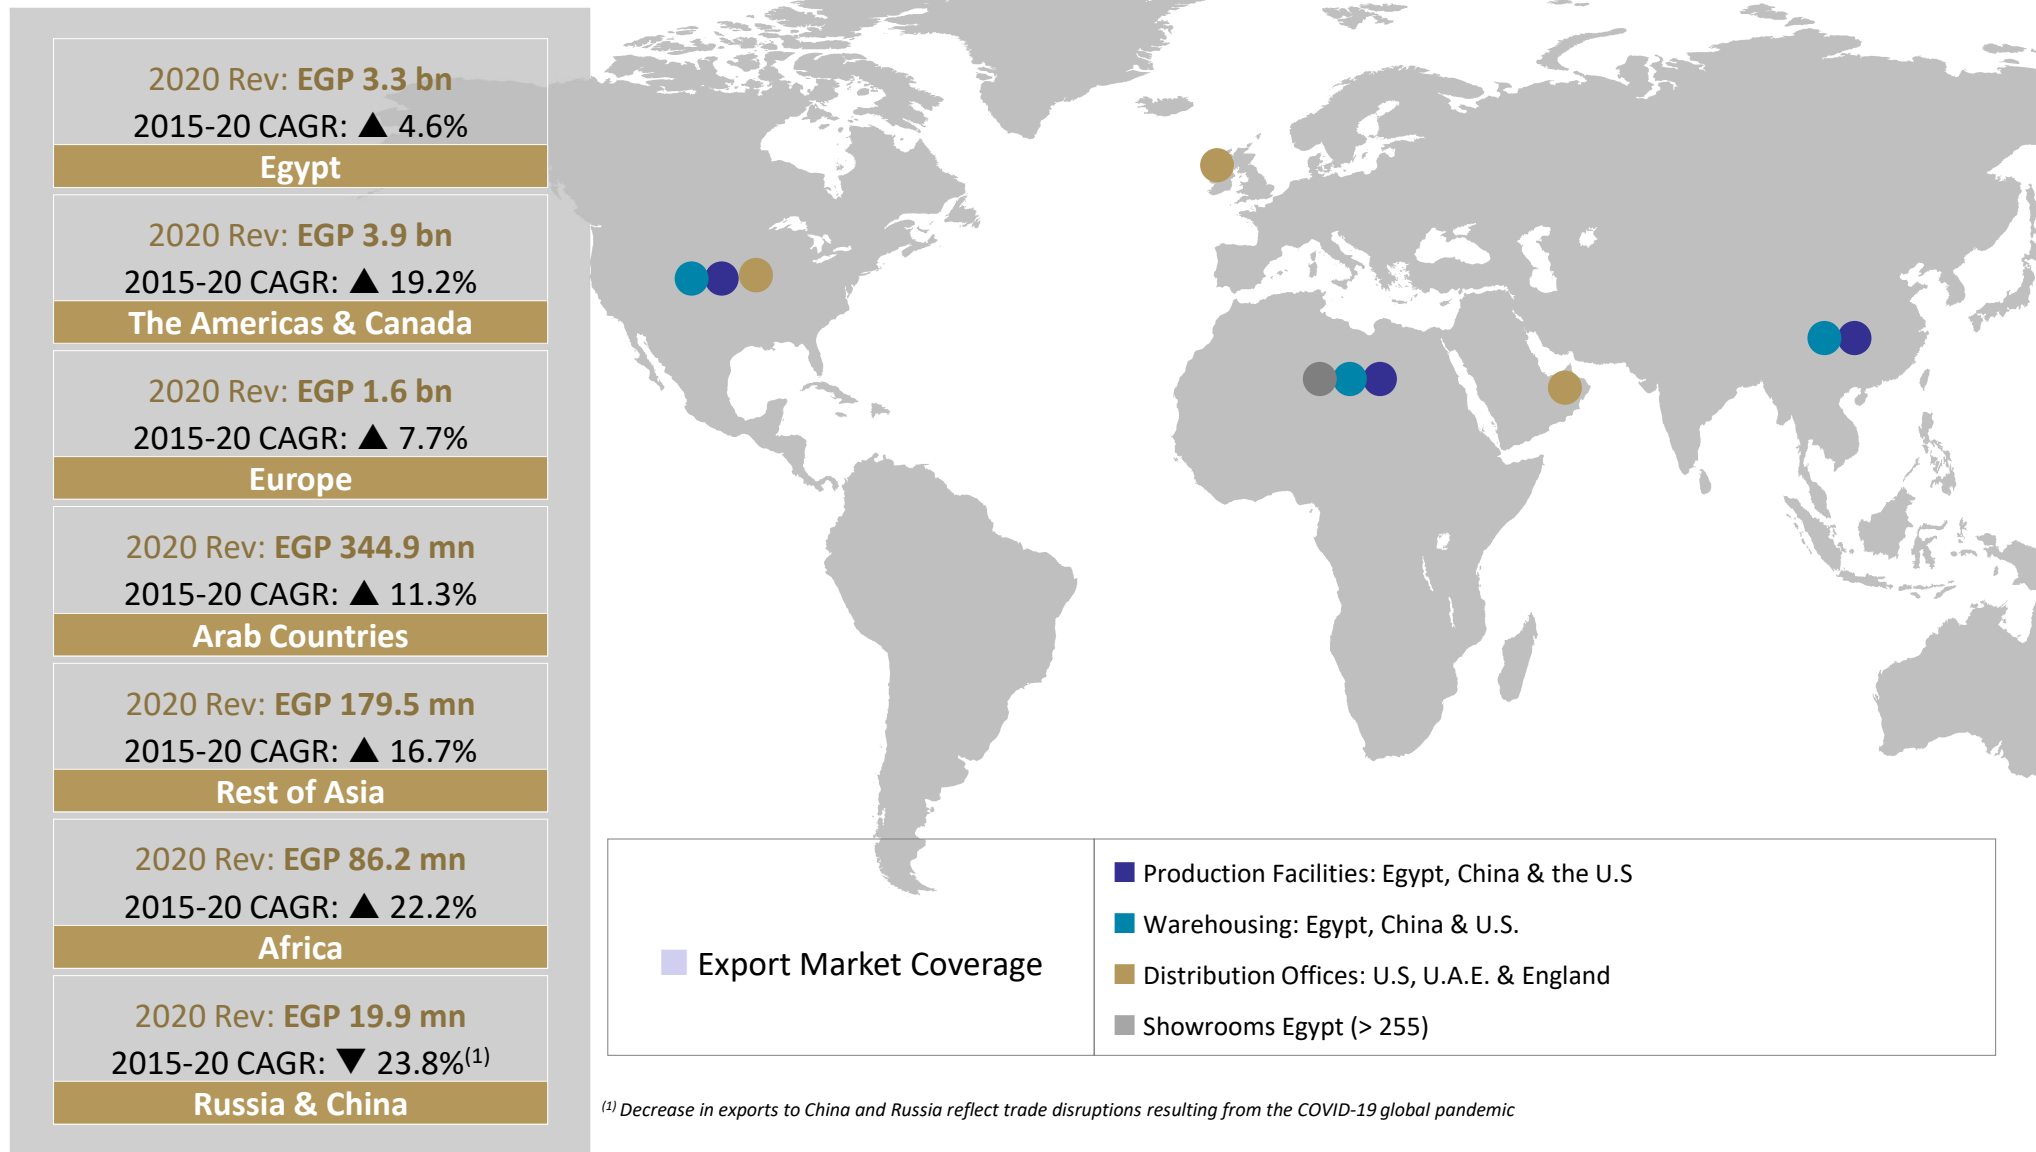 2020 Rev: EGP 3.3 bn
2015-20 CAGR: ▲ 4.6%
Egypt
2020 Rev: EGP 3.9 bn
2015-20 CAGR: ▲ 19.2%
The Americas & Canada
2020 Rev: EGP 1.6 bn
2015-20 CAGR: ▲ 7.7%
Europe
2020 Rev: EGP 344.9 mn
2015-20 CAGR: ▲ 11.3%
Arab Countries
2020 Rev: EGP 179.5 mn
2015-20 CAGR: ▲ 16.7%
Rest of Asia
2020 Rev: EGP 86.2 mn
2015-20 CAGR: ▲ 22.2%
Africa
2020 Rev: EGP 19.9 mn
2015-20 CAGR: ▼ 23.8%(1)
Russia & China
Export Market Coverage
Production Facilities: Egypt, China & the U.S
Warehousing: Egypt, China & U.S.
Distribution Offices: U.S, U.A.E. & England
Showrooms Egypt (> 255)
(1) Decrease in exports to China and Russia reflect trade disruptions resulting from the COVID-19 global pandemic